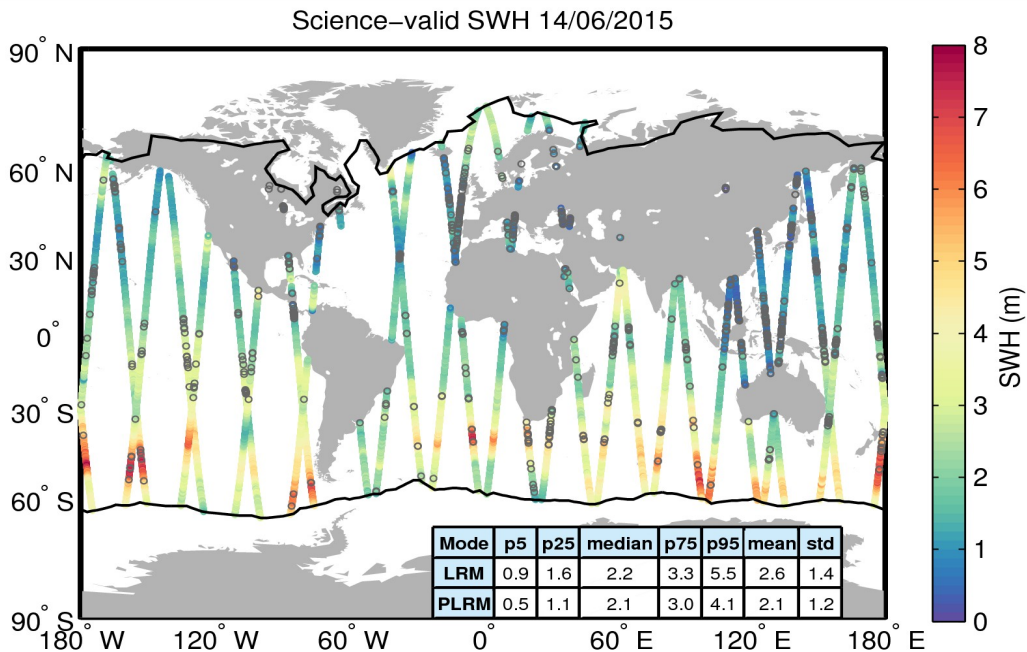 Science−valid SWH 14/06/2015
90° N
60° N
30° N
0°
30° S
60° S
90° S
180° W
120° W
60° W
0°
60° E
120° E
180° E
8
7
6
5
4
3
2
1
0
SWH (m)
Mode p5 p25 median p75 p95 mean std
LRM 0.9 1.6 2.2 3.3 5.5 2.6 1.4
PLRM 0.5 1.1 2.1 3.0 4.1 2.1 1.2